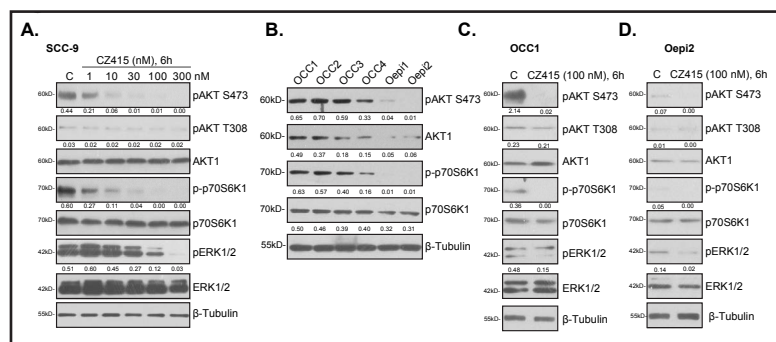 A.
SCC-9
CZ415 (nM), 6h
C 1 10 30 100 300 nM
60kD- pAKT S473
0.44 0.21 0.06 0.01 0.01 0.00
60kD- pAKT T308
0.03 0.02 0.02 0.02 0.02 0.02
60kD- AKT1
70kD- p-p70S6K1
0.60 0.27 0.11 0.04 0.00 0.00
70kD- p70S6K1
42kD- pERK1/2
0.51 0.60 0.45 0.27 0.12 0.03
42kD- ERK1/2
55kD- β-Tubulin
B.
OCC1 OCC2 OCC3 OCC4 Oepi1 Oepi2
60kD- pAKT S473
0.65 0.70 0.59 0.33 0.04 0.01
60kD- AKT1
0.49 0.37 0.18 0.15 0.05 0.06
70kD- p-p70S6K1
0.63 0.57 0.40 0.16 0.01 0.01
70kD- p70S6K1
0.50 0.46 0.39 0.40 0.32 0.31
55kD- β-Tubulin
C.
OCC1
C CZ415 (100 nM), 6h
60kD- pAKT S473
2.14 0.02
60kD- pAKT T308
0.23 0.21
60kD- AKT1
70kD- p-p70S6K1
0.36 0.00
70kD- p70S6K1
42kD- pERK1/2
0.48 0.15
42kD- ERK1/2
55kD- β-Tubulin
D.
Oepi2
C CZ415 (100 nM), 6h
60kD- pAKT S473
0.07 0.00
60kD- pAKT T308
0.01 0.00
60kD- AKT1
70kD- p-p70S6K1
0.05 0.00
70kD- p70S6K1
42kD- pERK1/2
0.14 0.02
42kD- ERK1/2
55kD- β-Tubulin